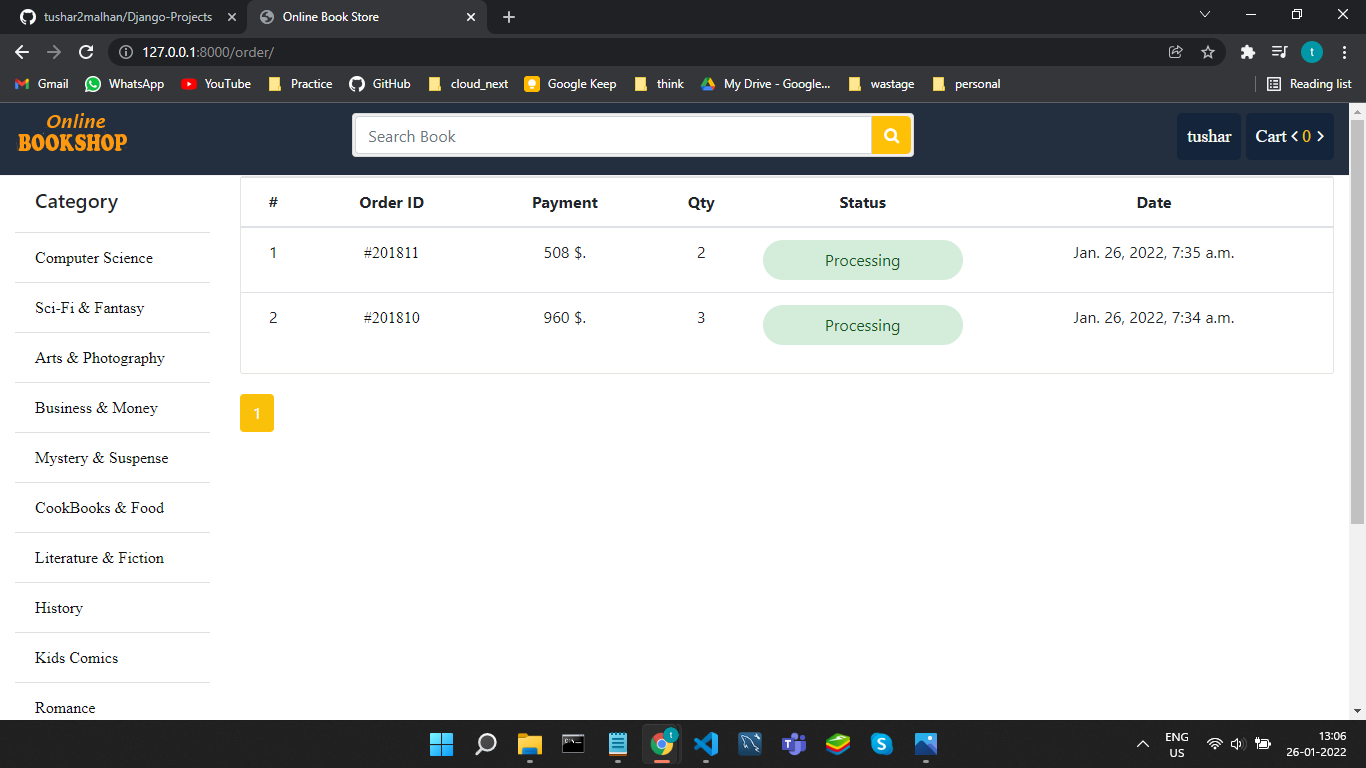 tushar2malhan/Django-Projects
Online Book Store
127.0.0.1:8000/order/
t
Gmail WhatsApp YouTube Practice GitHub cloud_next Google Keep think My Drive - Google... wastage personal Reading list
Online
BOOKSHOP
Search Book
tushar
Cart < 0 >
Category
Computer Science
Sci-Fi & Fantasy
Arts & Photography
Business & Money
Mystery & Suspense
CookBooks & Food
Literature & Fiction
History
Kids Comics
Romance
# Order ID Payment Qty Status Date
1 #201811 508 $. 2 Processing Jan. 26, 2022, 7:35 a.m.
2 #201810 960 $. 3 Processing Jan. 26, 2022, 7:34 a.m.
1
ENG
US
13:06
26-01-2022